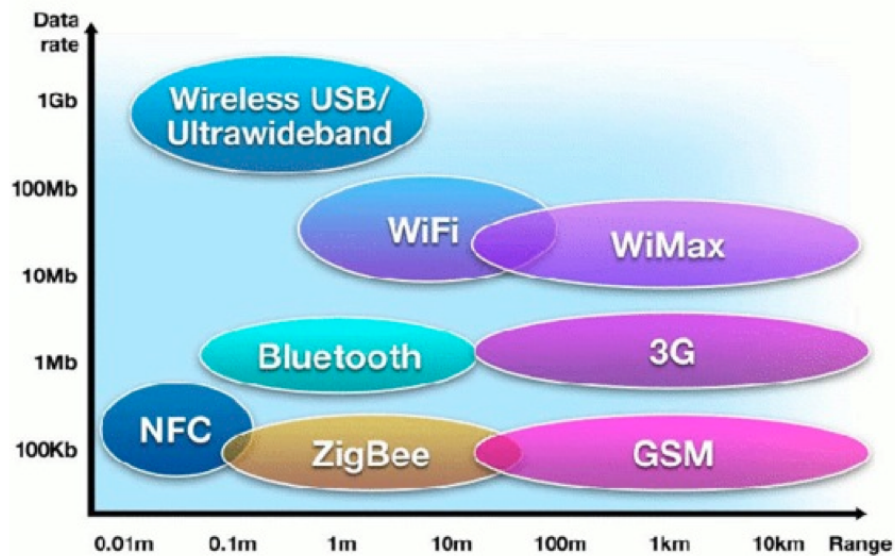 Data
rate
1Gb
100Mb
10Mb
1Mb
100Kb
Wireless USB/
Ultrawideband
WiFi
WiMax
Bluetooth
3G
NFC
ZigBee
GSM
0.01m 0.1m 1m 10m 100m 1km 10km Range